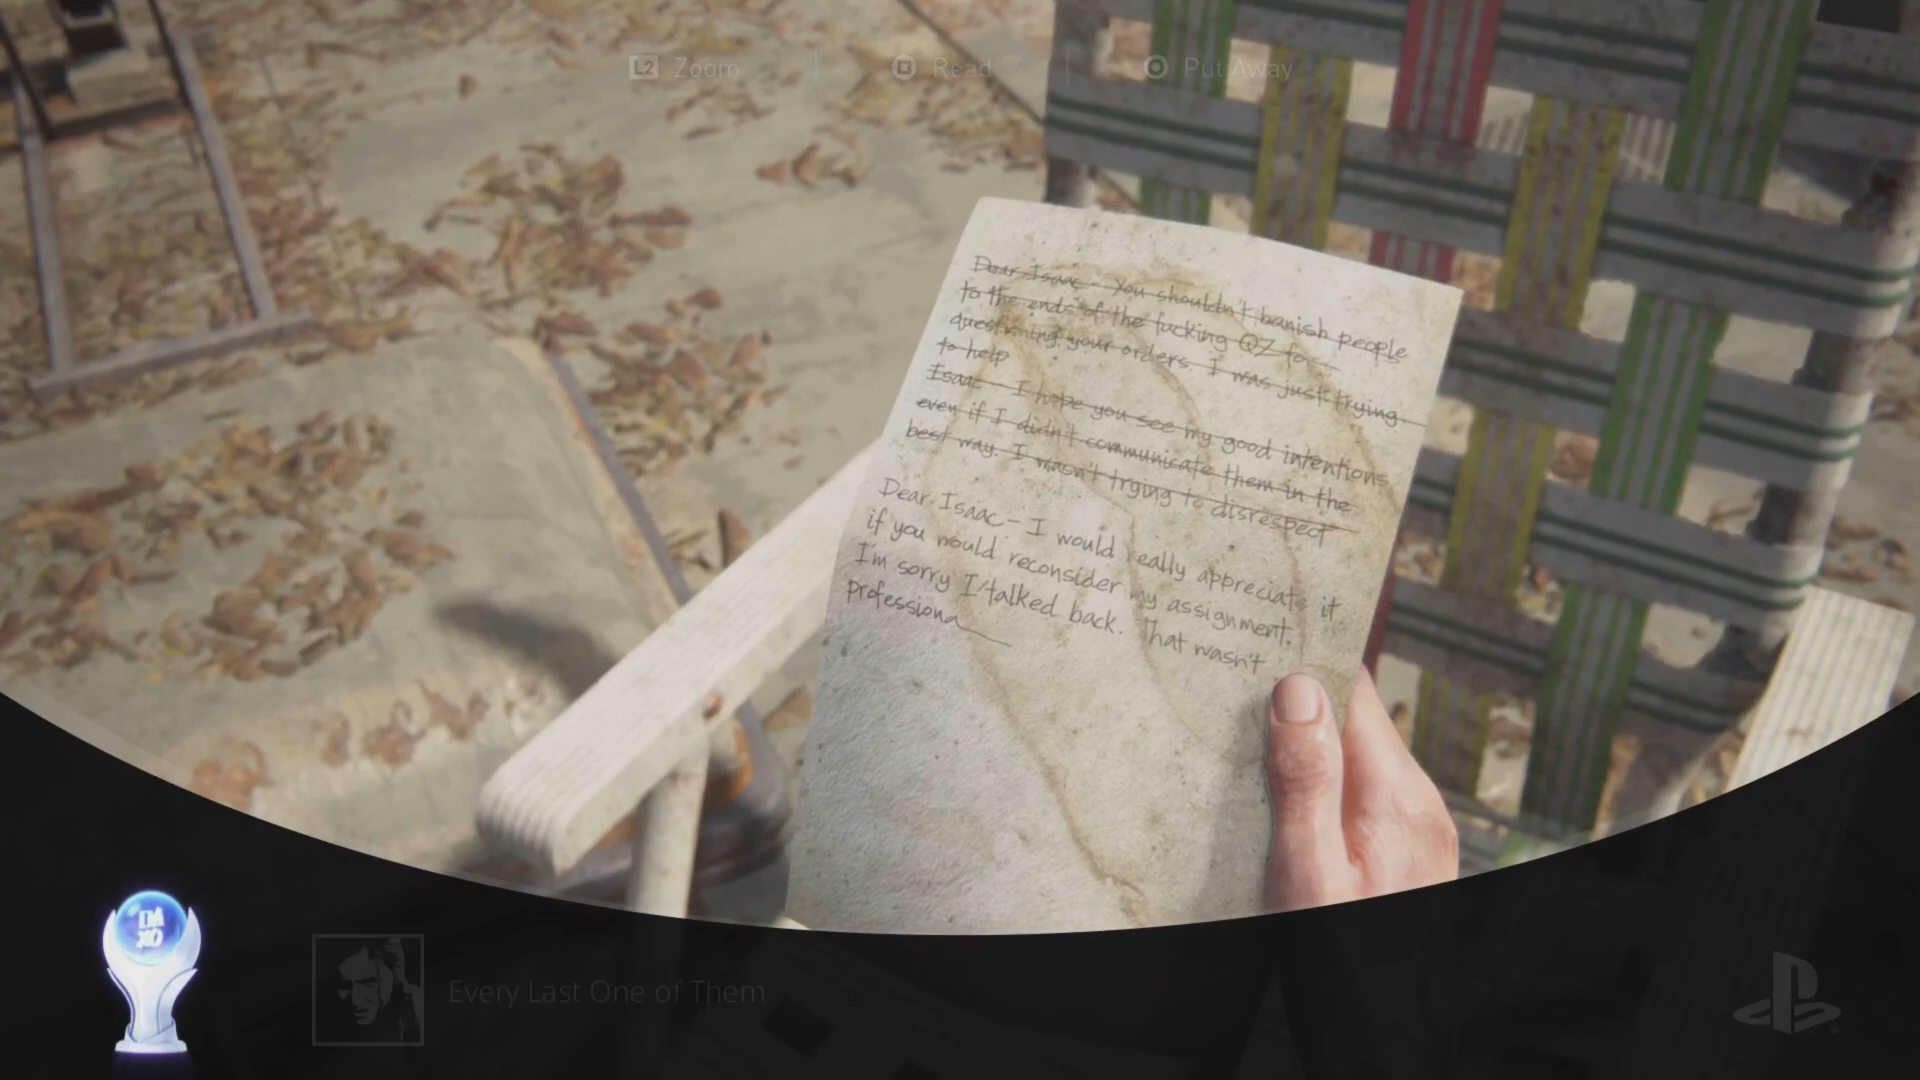 L2 Zoom | Read | Put Away
Dear Isaac - You shouldn't banish people
to the ends of the fucking QZ for
questioning your orders. I was just trying
to help
Isaac - I hope you see my good intentions
even if I didn't communicate them in the
best way. I wasn't trying to disrespect
Dear Isaac - I would really appreciate it
if you would reconsider my assignment.
I'm sorry I talked back. That wasn't
professiona
DA
XO
Every Last One of Them